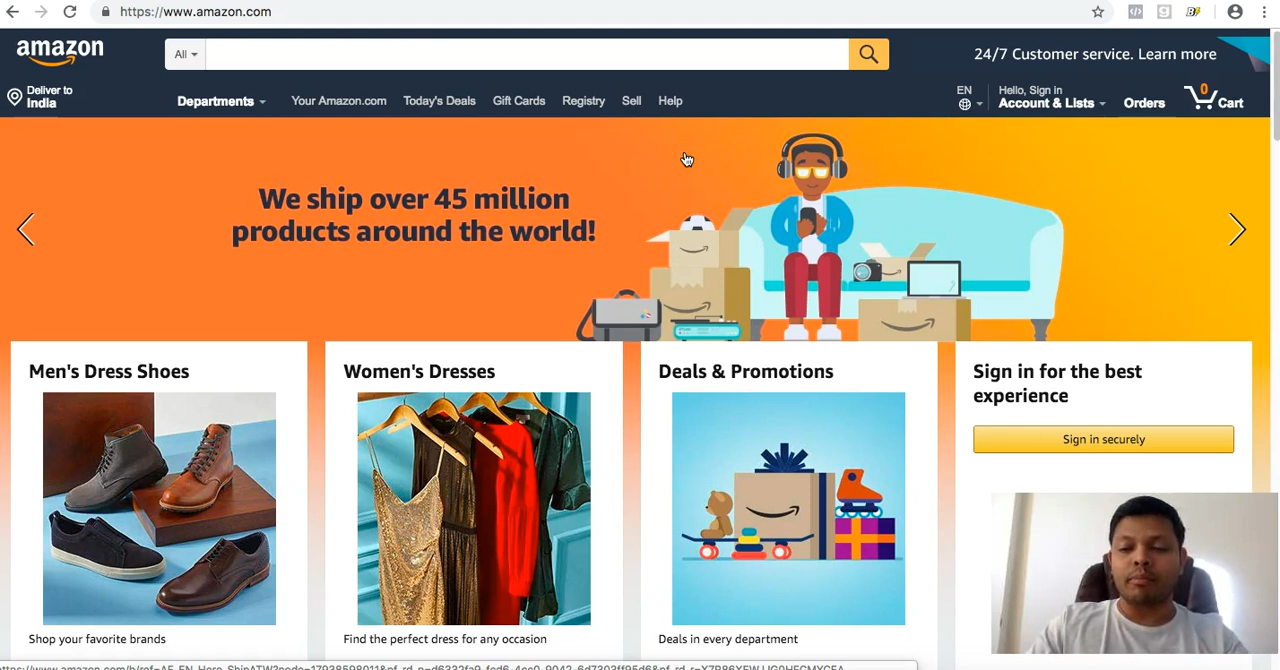 https://www.amazon.com
amazon
All
24/7 Customer service. Learn more
Deliver to
India
Departments
Your Amazon.com
Today's Deals
Gift Cards
Registry
Sell
Help
EN
Hello, Sign in
Account & Lists
Orders
0
Cart
We ship over 45 million
products around the world!
Men's Dress Shoes
Women's Dresses
Deals & Promotions
Sign in for the best
experience
Sign in securely
Shop your favorite brands
Find the perfect dress for any occasion
Deals in every department